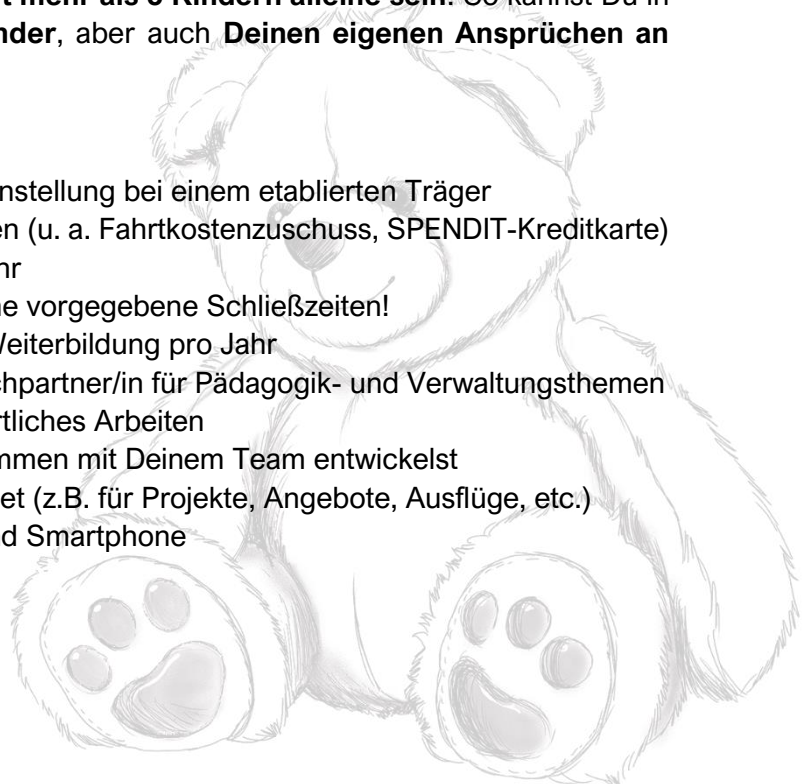 t mehr als 6 Kindern alleine sein. So kannst Du in
nder, aber auch Deinen eigenen Ansprüchen an
nstellung bei einem etablierten Träger
en (u. a. Fahrtkostenzuschuss, SPENDIT-Kreditkarte)
hr
ne vorgegebene Schließzeiten!
Weiterbildung pro Jahr
chpartner/in für Pädagogik- und Verwaltungsthemen
rtliches Arbeiten
mmen mit Deinem Team entwickelst
et (z.B. für Projekte, Angebote, Ausflüge, etc.)
nd Smartphone